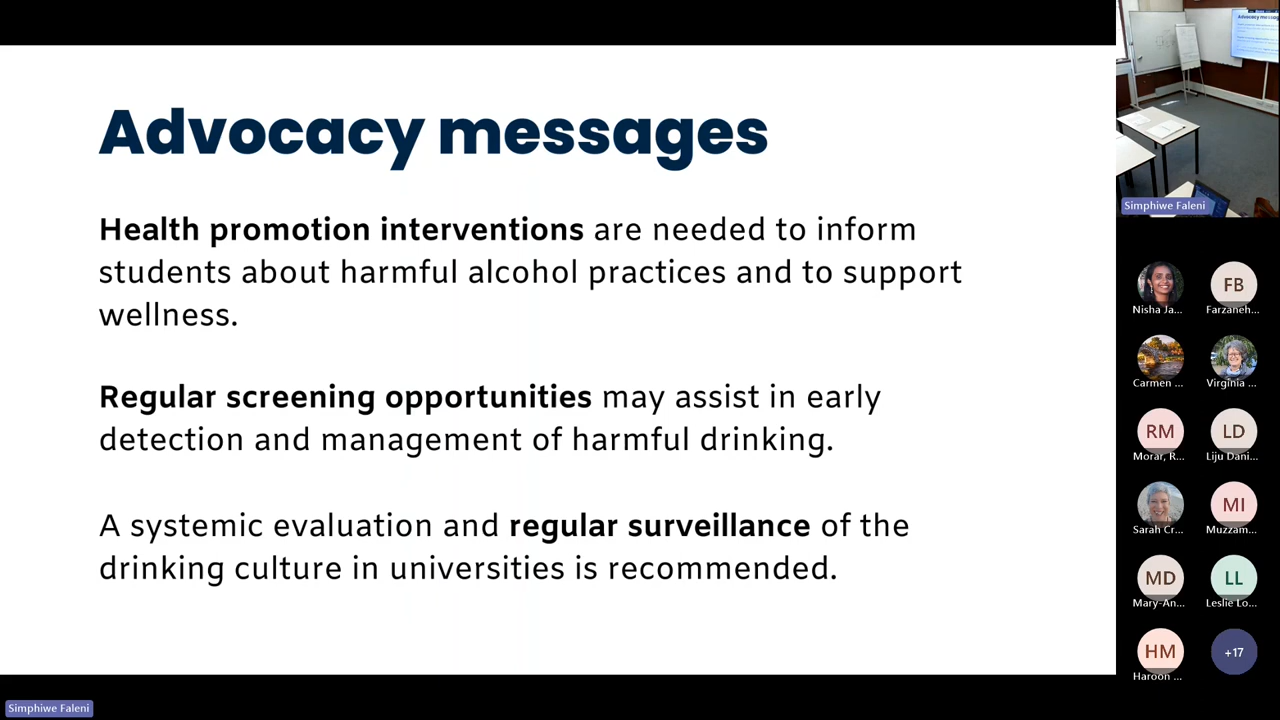 Advocacy messages
Health promotion interventions are needed to inform
students about harmful alcohol practices and to support
wellness.
Regular screening opportunities may assist in early
detection and management of harmful drinking.
A systemic evaluation and regular surveillance of the
drinking culture in universities is recommended.
Simphiwe Faleni
Advocacy messag
Simphiwe Faleni
Nisha Ja...
FB
Farzaneh...
Carmen ...
Virginia ...
RM
Morar, R...
LD
Liju Dani...
Sarah Cr...
MI
Muzzam...
MD
Mary-An...
LL
Leslie Lo...
HM
Haroon ...
+17